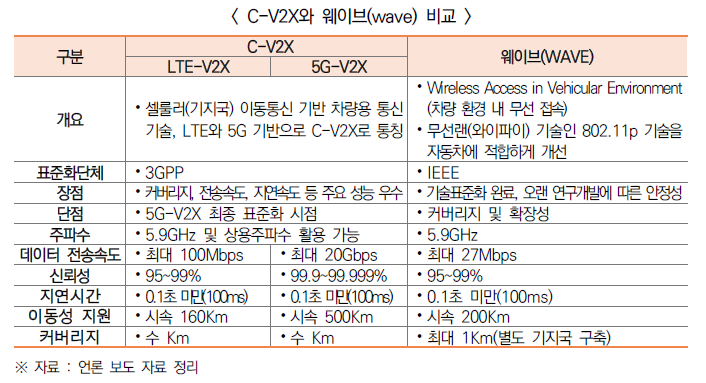 < C-V2X와 웨이브(wave) 비교 >
구분 C-V2X 웨이브(WAVE)
LTE-V2X 5G-V2X
개요
• 셀룰러(기지국) 이동통신 기반 차량용 통신
기술, LTE와 5G 기반으로 C-V2X로 통칭
• Wireless Access in Vehicular Environment
(차량 환경 내 무선 접속)
• 무선랜(와이파이) 기술인 802.11p 기술을
자동차에 적합하게 개선
표준화단체 • 3GPP • IEEE
장점 • 커버리지, 전송속도, 지연속도 등 주요 성능 우수 • 기술표준화 완료, 오랜 연구개발에 따른 안정성
단점 • 5G-V2X 최종 표준화 시점 • 커버리지 및 확장성
주파수 • 5.9GHz 및 상용주파수 활용 가능 • 5.9GHz
데이터 전송속도 • 최대 100Mbps • 최대 20Gbps • 최대 27Mbps
신뢰성 • 95~99% • 99.9~99.999% • 95~99%
지연시간 • 0.1초 미만(100ms) • 0.1초 미만(100ms) • 0.1초 미만(100ms)
이동성 지원 • 시속 160Km • 시속 500Km • 시속 200Km
커버리지 • 수 Km • 수 Km • 최대 1Km(별도 기지국 구축)
※ 자료 : 언론 보도 자료 정리